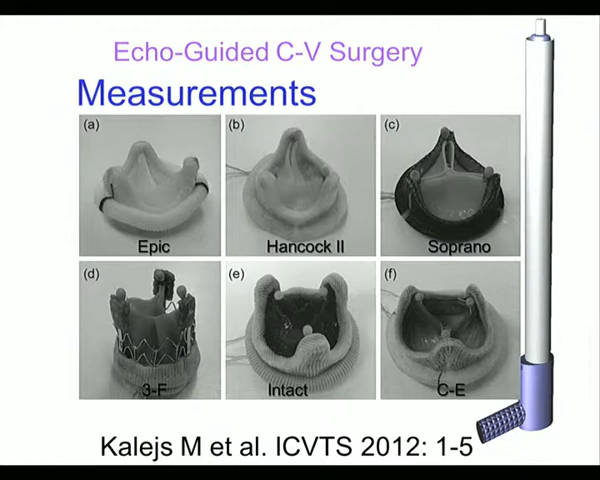 Echo-Guided C-V Surgery
Measurements
(a) (b) (c)
Epic Hancock II Soprano
(d) (e) (f)
3-F Intact C-E
Kalejs M et al. ICVTS 2012: 1-5